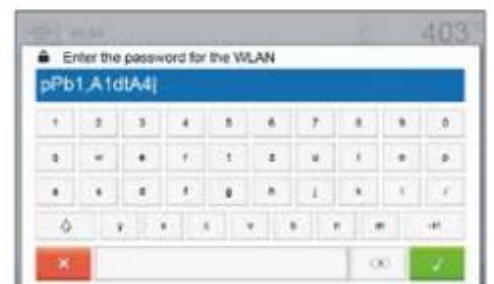 WLAN
403
Enter the password for the WLAN
pPb1.A1dtA4
1 2 3 4 5 6 7 8 9 0
q w e r t z u i o p
a s d f g h j k l /
y x c v b n m